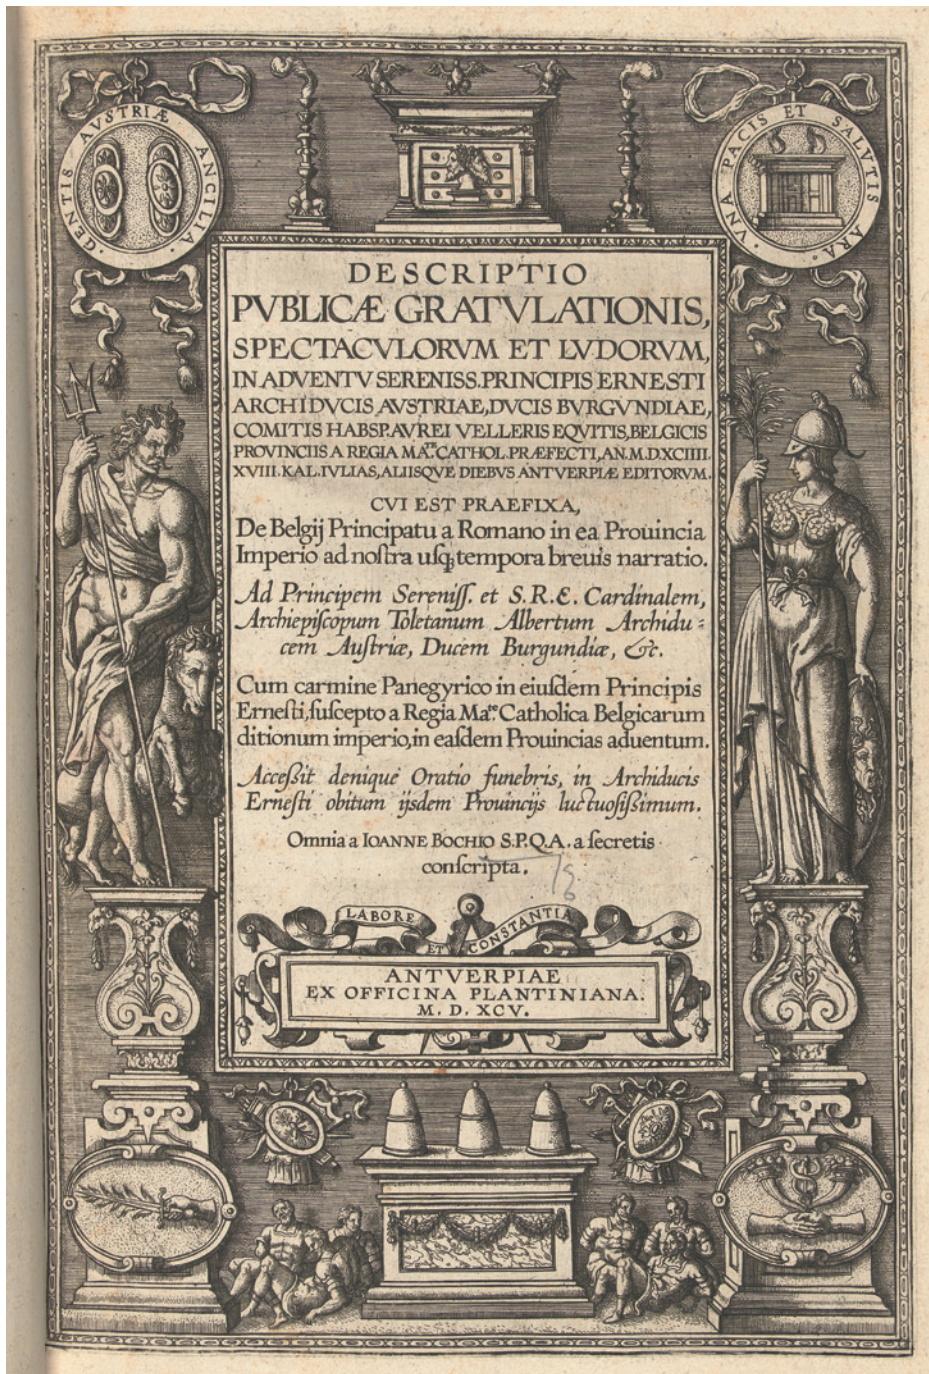 GENTIS AVSTRIÆ ANCILIA.
VNA PACIS ET SALVTIS ARA.
DESCRIPTIO
PVBLICÆ GRATVLATIONIS,
SPECTACVLORVM ET LVDORVM,
IN ADVENTV SERENISS. PRINCIPIS ERNESTI
ARCHIDVCIS AVSTRIAE, DVCIS BVRGVNDIAE,
COMITIS HABSP. AVREI VELLERIS EQVITIS, BELGICIS
PROVINCIIS A REGIA MA.TE CATHOL. PRÆFECTI, AN. M.D.XCIIII.
XVIII. KAL. IVLIAS, ALIISQVE DIEBVS ANTVERPIÆ EDITORVM.
CVI EST PRAEFIXA,
De Belgij Principatu a Romano in ea Prouincia
Imperio ad noſtra uſq; tempora breuis narratio.
Ad Principem Sereniſſ. et S.R.E. Cardinalem,
Archiepiſcopum Toletanum Albertum Archidu=
cem Auſtriæ, Ducem Burgundiæ, &c.
Cum carmine Panegyrico in eiuſdem Principis
Erneſti, ſuſcepto a Regia Ma.te Catholica Belgicarum
ditionum imperio, in eaſdem Prouincias aduentum.
Acceßit denique Oratio funebris, in Archiducis
Erneſti obitum ijsdem Prouincijs luctuoſißimum.
Omnia a IOANNE BOCHIO S.P.Q.A. a ſecretis
conſcripta.
LABORE ET CONSTANTIA
ANTVERPIAE
EX OFFICINA PLANTINIANA.
M. D. XCV.